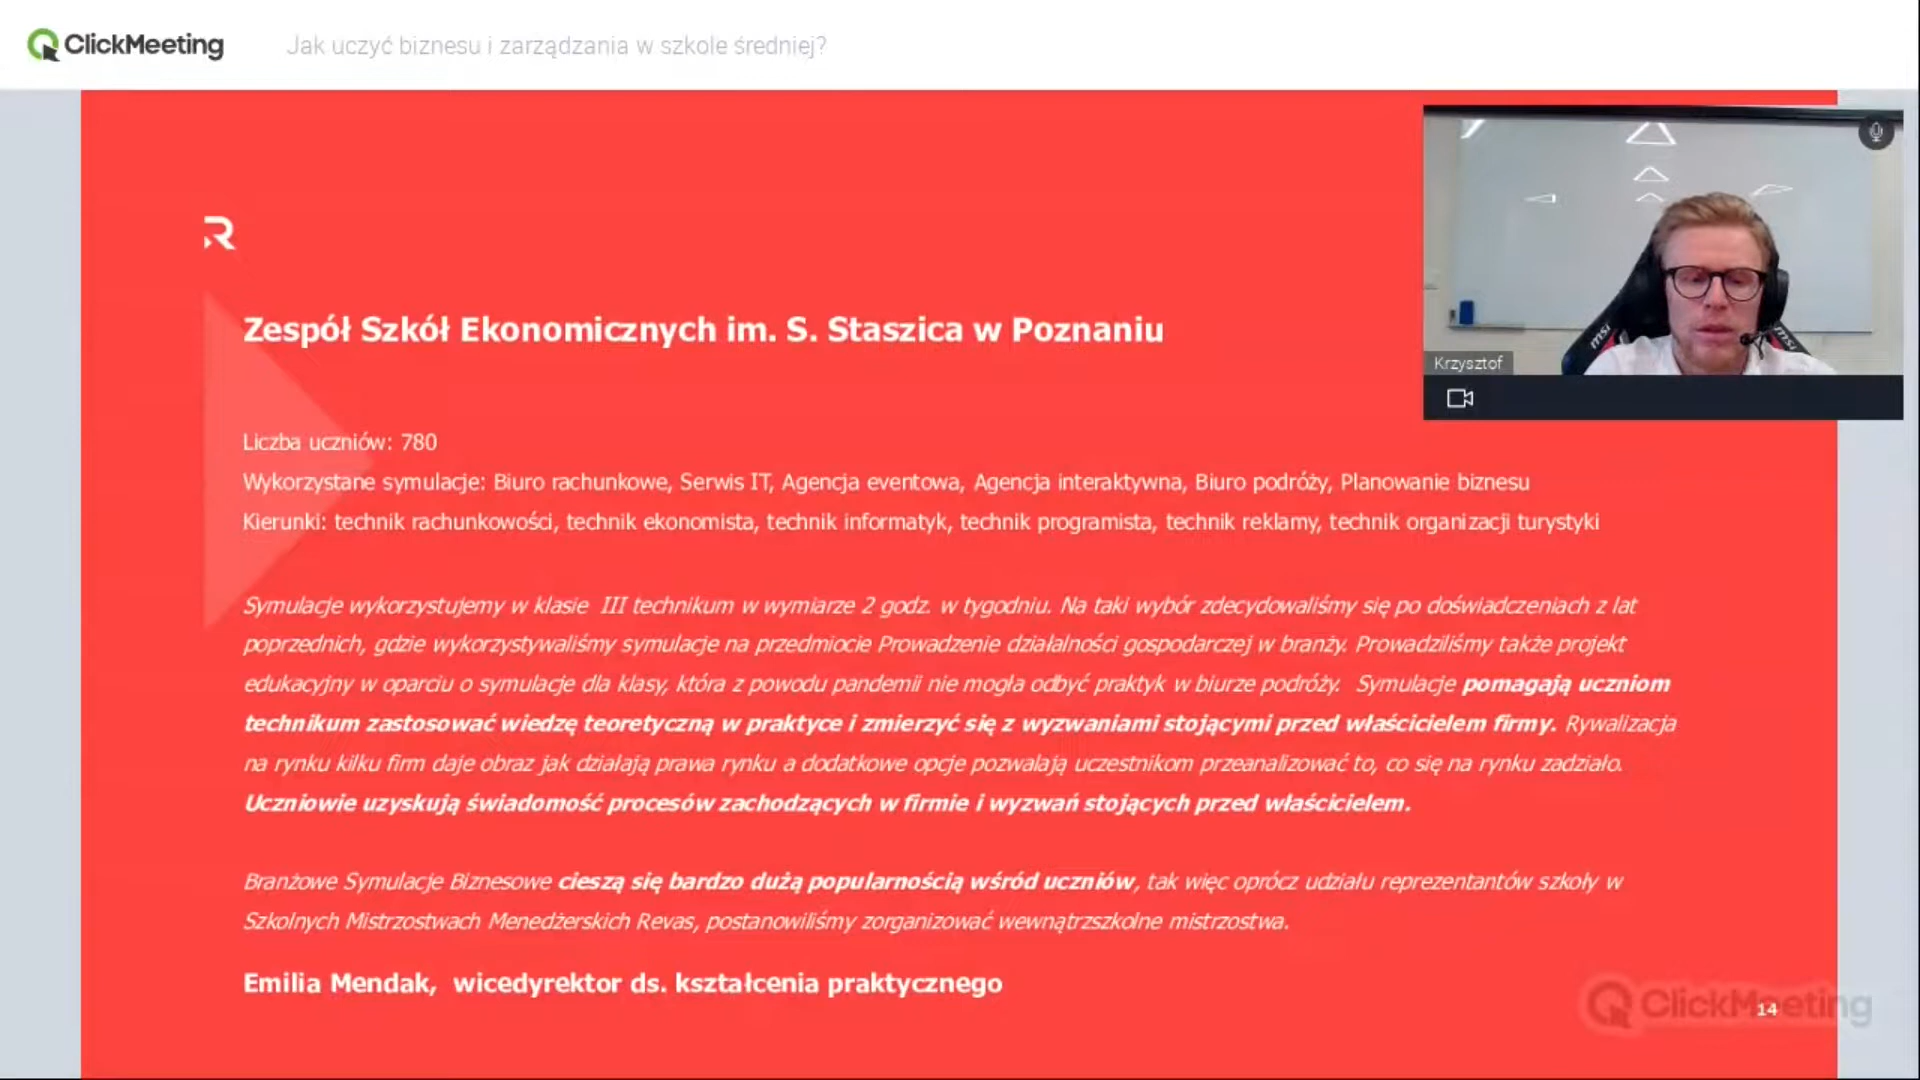 ClickMeeting
Jak uczyć biznesu i zarządzania w szkole średniej?
R
Zespół Szkół Ekonomicznych im. S. Staszica w Poznaniu
msi
msi
Krzysztof
Liczba uczniów: 780
Wykorzystane symulacje: Biuro rachunkowe, Serwis IT, Agencja eventowa, Agencja interaktywna, Biuro podróży, Planowanie biznesu
Kierunki: technik rachunkowości, technik ekonomista, technik informatyk, technik programista, technik reklamy, technik organizacji turystyki
Symulacje wykorzystujemy w klasie III technikum w wymiarze 2 godz. w tygodniu. Na taki wybór zdecydowaliśmy się po doświadczeniach z lat
poprzednich, gdzie wykorzystywaliśmy symulacje na przedmiocie Prowadzenie działalności gospodarczej w branży. Prowadziliśmy także projekt
edukacyjny w oparciu o symulacje dla klasy, która z powodu pandemii nie mogła odbyć praktyk w biurze podróży. Symulacje pomagają uczniom
technikum zastosować wiedzę teoretyczną w praktyce i zmierzyć się z wyzwaniami stojącymi przed właścicielem firmy. Rywalizacja
na rynku kilku firm daje obraz jak działają prawa rynku a dodatkowe opcje pozwalają uczestnikom przeanalizować to, co się na rynku zadziało.
Uczniowie uzyskują świadomość procesów zachodzących w firmie i wyzwań stojących przed właścicielem.
Branżowe Symulacje Biznesowe cieszą się bardzo dużą popularnością wśród uczniów, tak więc oprócz udziału reprezentantów szkoły w
Szkolnych Mistrzostwach Menedżerskich Revas, postanowiliśmy zorganizować wewnątrzszkolne mistrzostwa.
Emilia Mendak, wicedyrektor ds. kształcenia praktycznego
ClickMeeting
14